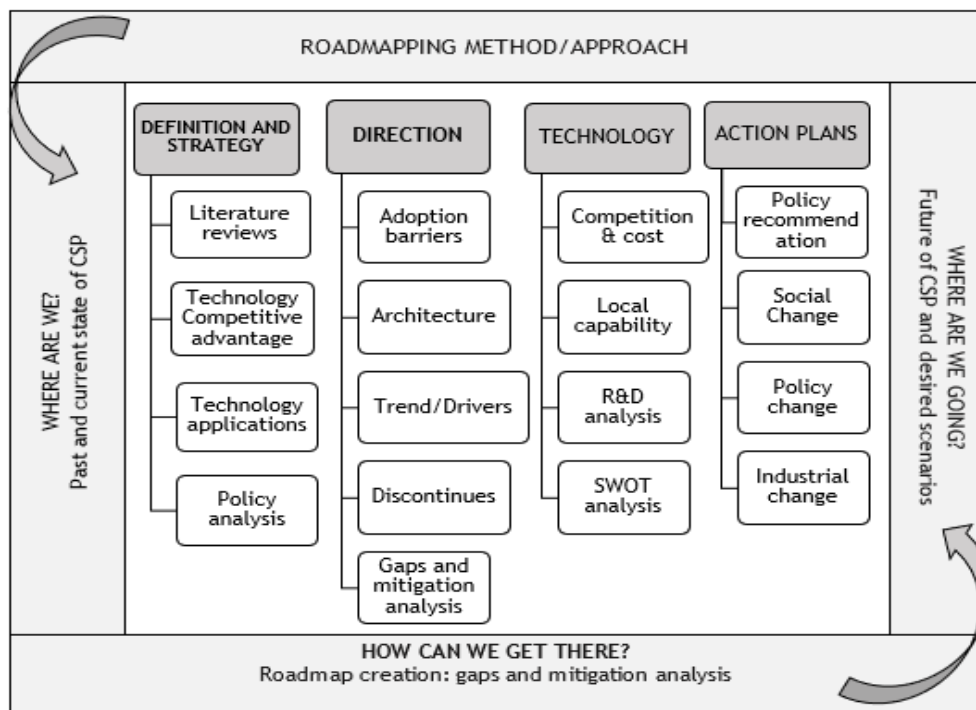 ROADMAPPING METHOD/APPROACH
WHERE ARE WE?
Past and current state of CSP
DEFINITION AND
STRATEGY
Literature
reviews
Technology
Competitive
advantage
Technology
applications
Policy
analysis
DIRECTION
Adoption
barriers
Architecture
Trend/Drivers
Discontinues
Gaps and
mitigation
analysis
TECHNOLOGY
Competition
& cost
Local
capability
R&D
analysis
SWOT
analysis
ACTION PLANS
Policy
recommend
ation
Social
Change
Policy
change
Industrial
change
WHERE ARE WE GOING?
Future of CSP and desired scenarios
HOW CAN WE GET THERE?
Roadmap creation: gaps and mitigation analysis